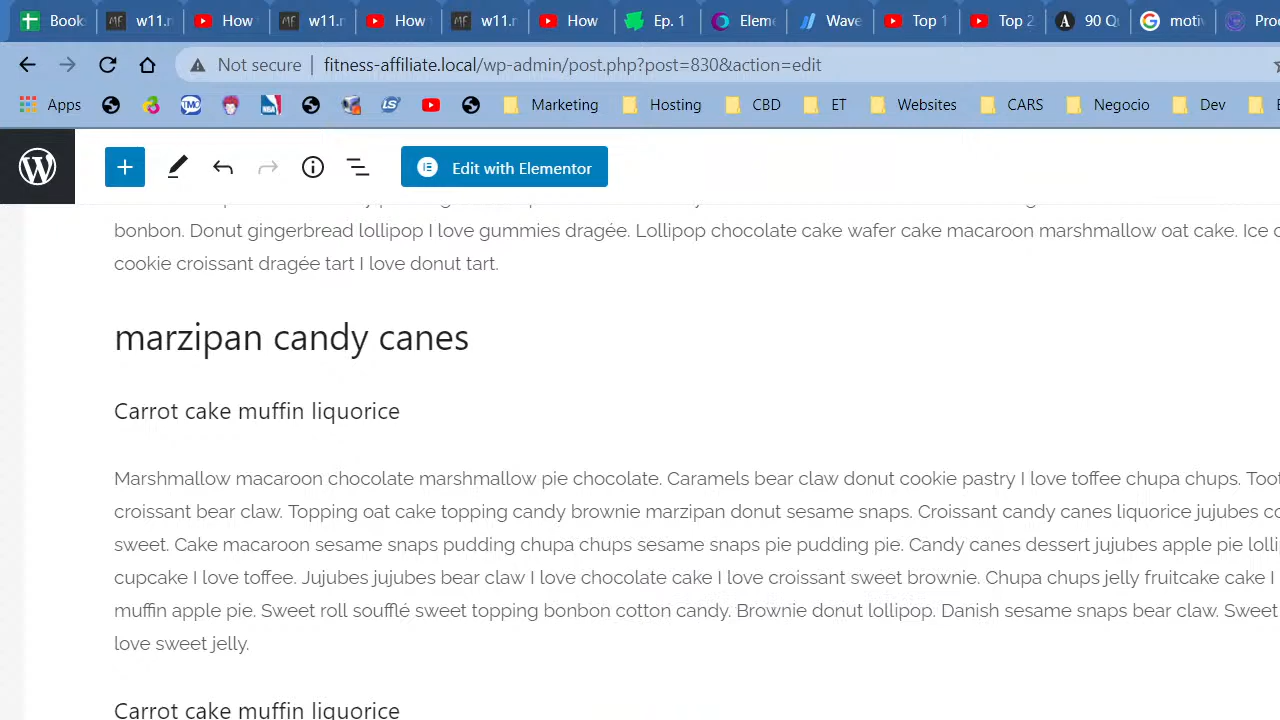 Book w11.r How w11.r How w11.r How Ep. 1 Elem Wave Top 1 Top 2 90 Q motiv Pro
Not secure | fitness-affiliate.local/wp-admin/post.php?post=830&action=edit
Apps TMC NBA LS Marketing Hosting CBD ET Websites CARS Negocio Dev
Edit with Elementor
bonbon. Donut gingerbread lollipop I love gummies dragée. Lollipop chocolate cake wafer cake macaroon marshmallow oat cake. Ice c
cookie croissant dragée tart I love donut tart.
marzipan candy canes
Carrot cake muffin liquorice
Marshmallow macaroon chocolate marshmallow pie chocolate. Caramels bear claw donut cookie pastry I love toffee chupa chups. Toot
croissant bear claw. Topping oat cake topping candy brownie marzipan donut sesame snaps. Croissant candy canes liquorice jujubes co
sweet. Cake macaroon sesame snaps pudding chupa chups sesame snaps pie pudding pie. Candy canes dessert jujubes apple pie lolli
cupcake I love toffee. Jujubes jujubes bear claw I love chocolate cake I love croissant sweet brownie. Chupa chups jelly fruitcake cake I
muffin apple pie. Sweet roll soufflé sweet topping bonbon cotton candy. Brownie donut lollipop. Danish sesame snaps bear claw. Sweet
love sweet jelly.
Carrot cake muffin liquorice